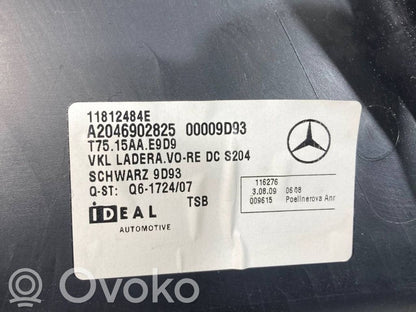 11812484E
A2046902825 00009D93
T75.15AA.E9D9
VKL LADERA.VO-RE DC S204
SCHWARZ 9D93
Q-ST: Q6-1724/07
TSB
IDEAL
AUTOMOTIVE
116276
3.08.09 06:08
009615 Poellnerova Anr
Ovoko